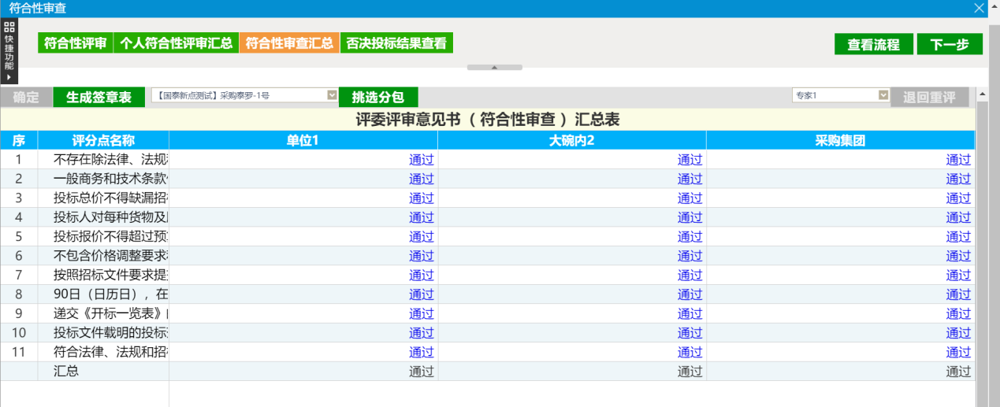 符合性审查
快捷功能
符合性评审 个人符合性评审汇总 符合性审查汇总 否决投标结果查看 查看流程 下一步
确定 生成签章表 【国泰新点测试】采购泰罗-1号 挑选分包 专家1 退回重评
评委评审意见书 ( 符合性审查 ) 汇总表
序 评分点名称 单位1 大碗内2 采购集团
1 不存在除法律、法规 通过 通过 通过
2 一般商务和技术条款 通过 通过 通过
3 投标总价不得缺漏招 通过 通过 通过
4 投标人对每种货物及 通过 通过 通过
5 投标报价不得超过预 通过 通过 通过
6 不包含价格调整要求 通过 通过 通过
7 按照招标文件要求提 通过 通过 通过
8 90日（日历日），在 通过 通过 通过
9 递交《开标一览表》 通过 通过 通过
10 投标文件载明的投标 通过 通过 通过
11 符合法律、法规和招 通过 通过 通过
汇总 通过 通过 通过